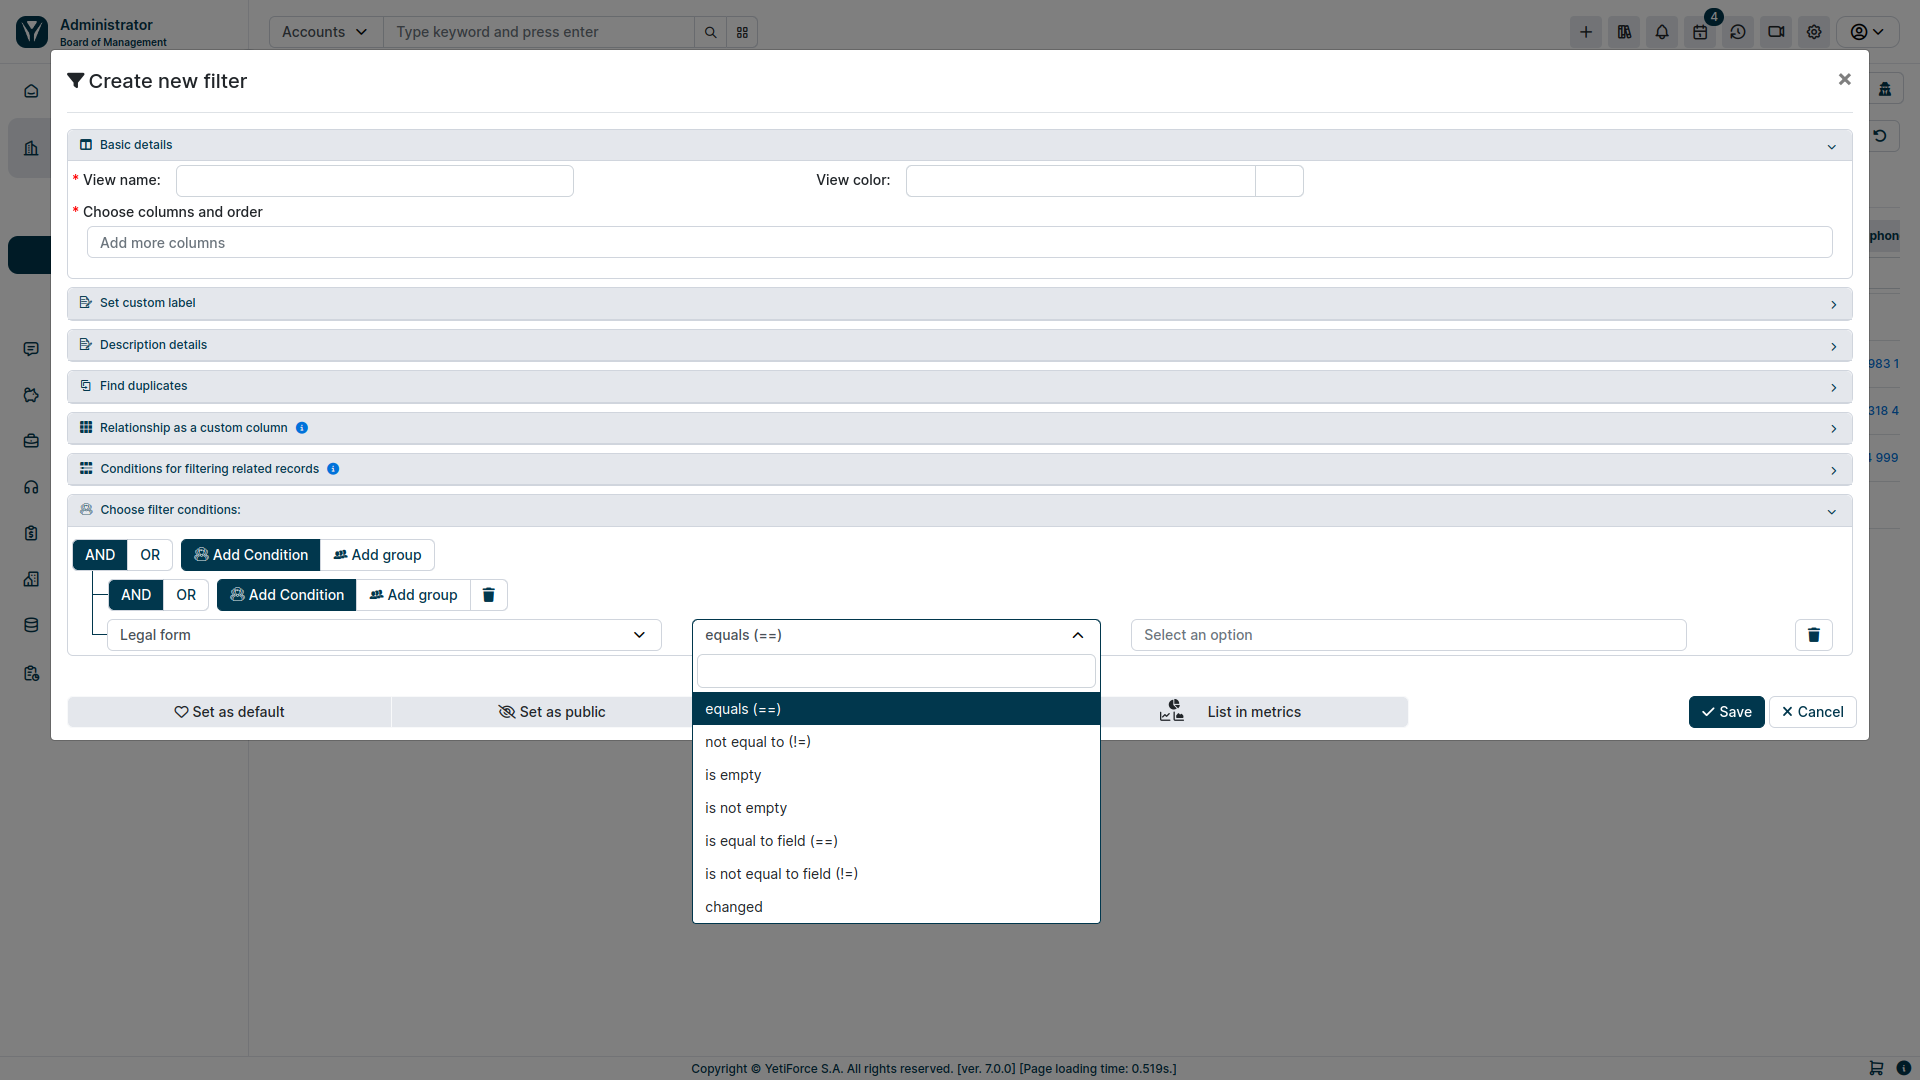 Administrator
Board of Management
Accounts
Type keyword and press enter
4
Create new filter
×
Basic details
* View name:
View color:
* Choose columns and order
Add more columns
Set custom label
Description details
Find duplicates
Relationship as a custom column
Conditions for filtering related records
Choose filter conditions:
AND OR Add Condition Add group
AND OR Add Condition Add group
Legal form
equals (==)
Select an option
equals (==)
not equal to (!=)
is empty
is not empty
is equal to field (==)
is not equal to field (!=)
changed
Set as default
Set as public
List in metrics
Save
Cancel
phon
983 1
318 4
999
Copyright © YetiForce S.A. All rights reserved. [ver. 7.0.0] [Page loading time: 0.519s.]